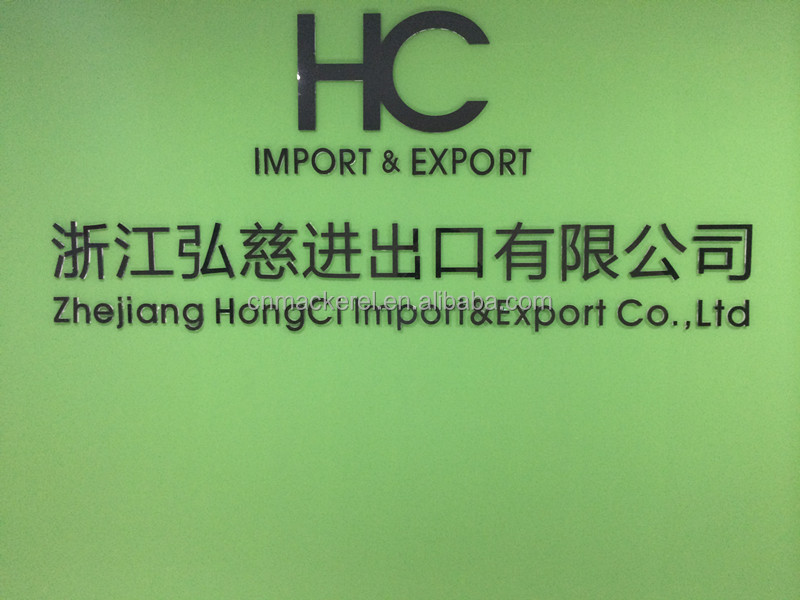 HC
IMPORT & EXPORT
浙江弘慈进出口有限公司
cnmackerel.en.alibaba.com
Zhejiang HongCi Import&Export Co.,Ltd